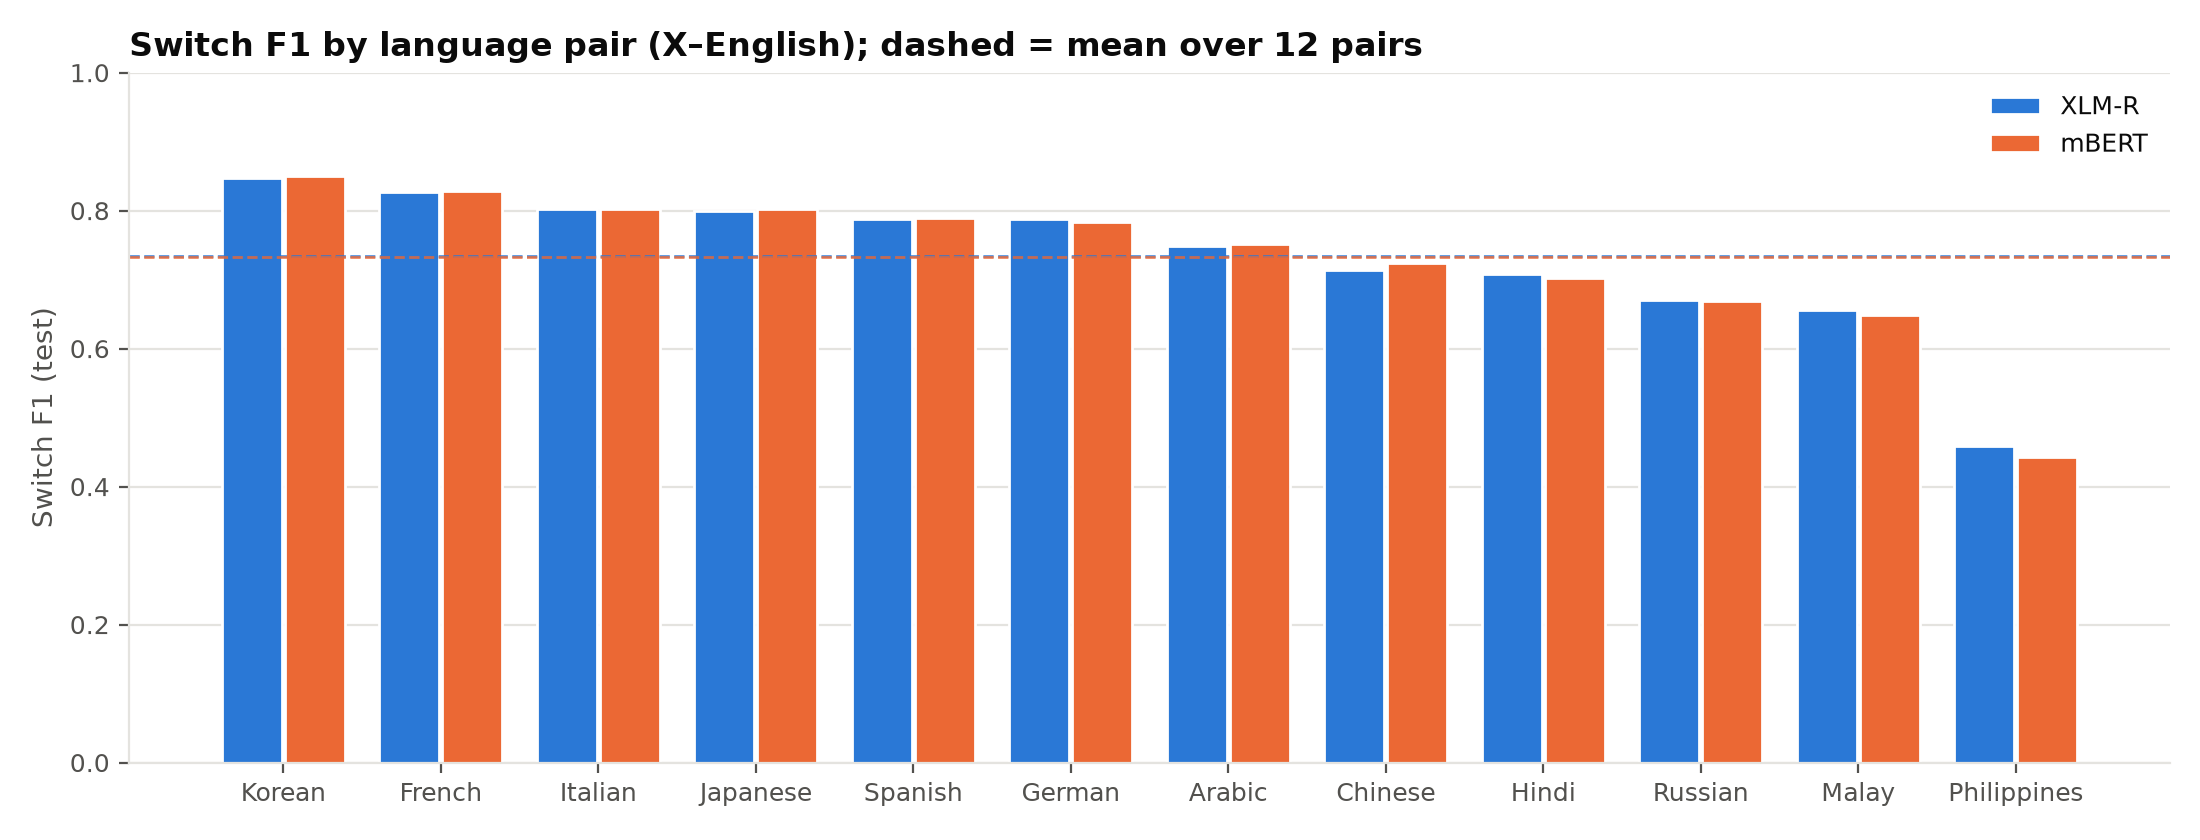 Switch F1 by language pair (X–English); dashed = mean over 12 pairs
1.0
0.8
0.6
0.4
0.2
0.0
Switch F1 (test)
XLM-R
mBERT
Korean
French
Italian
Japanese
Spanish
German
Arabic
Chinese
Hindi
Russian
Malay
Philippines